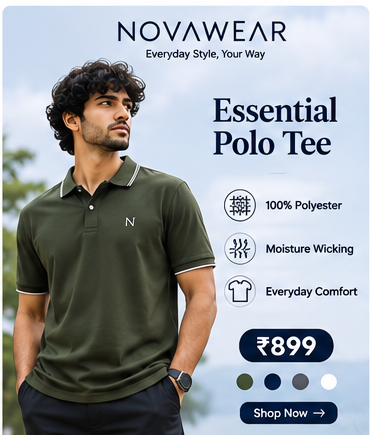 NOVAWEAR
Everyday Style, Your Way
Essential
Polo Tee
N
100% Polyester
Moisture Wicking
Everyday Comfort
₹899
Shop Now →